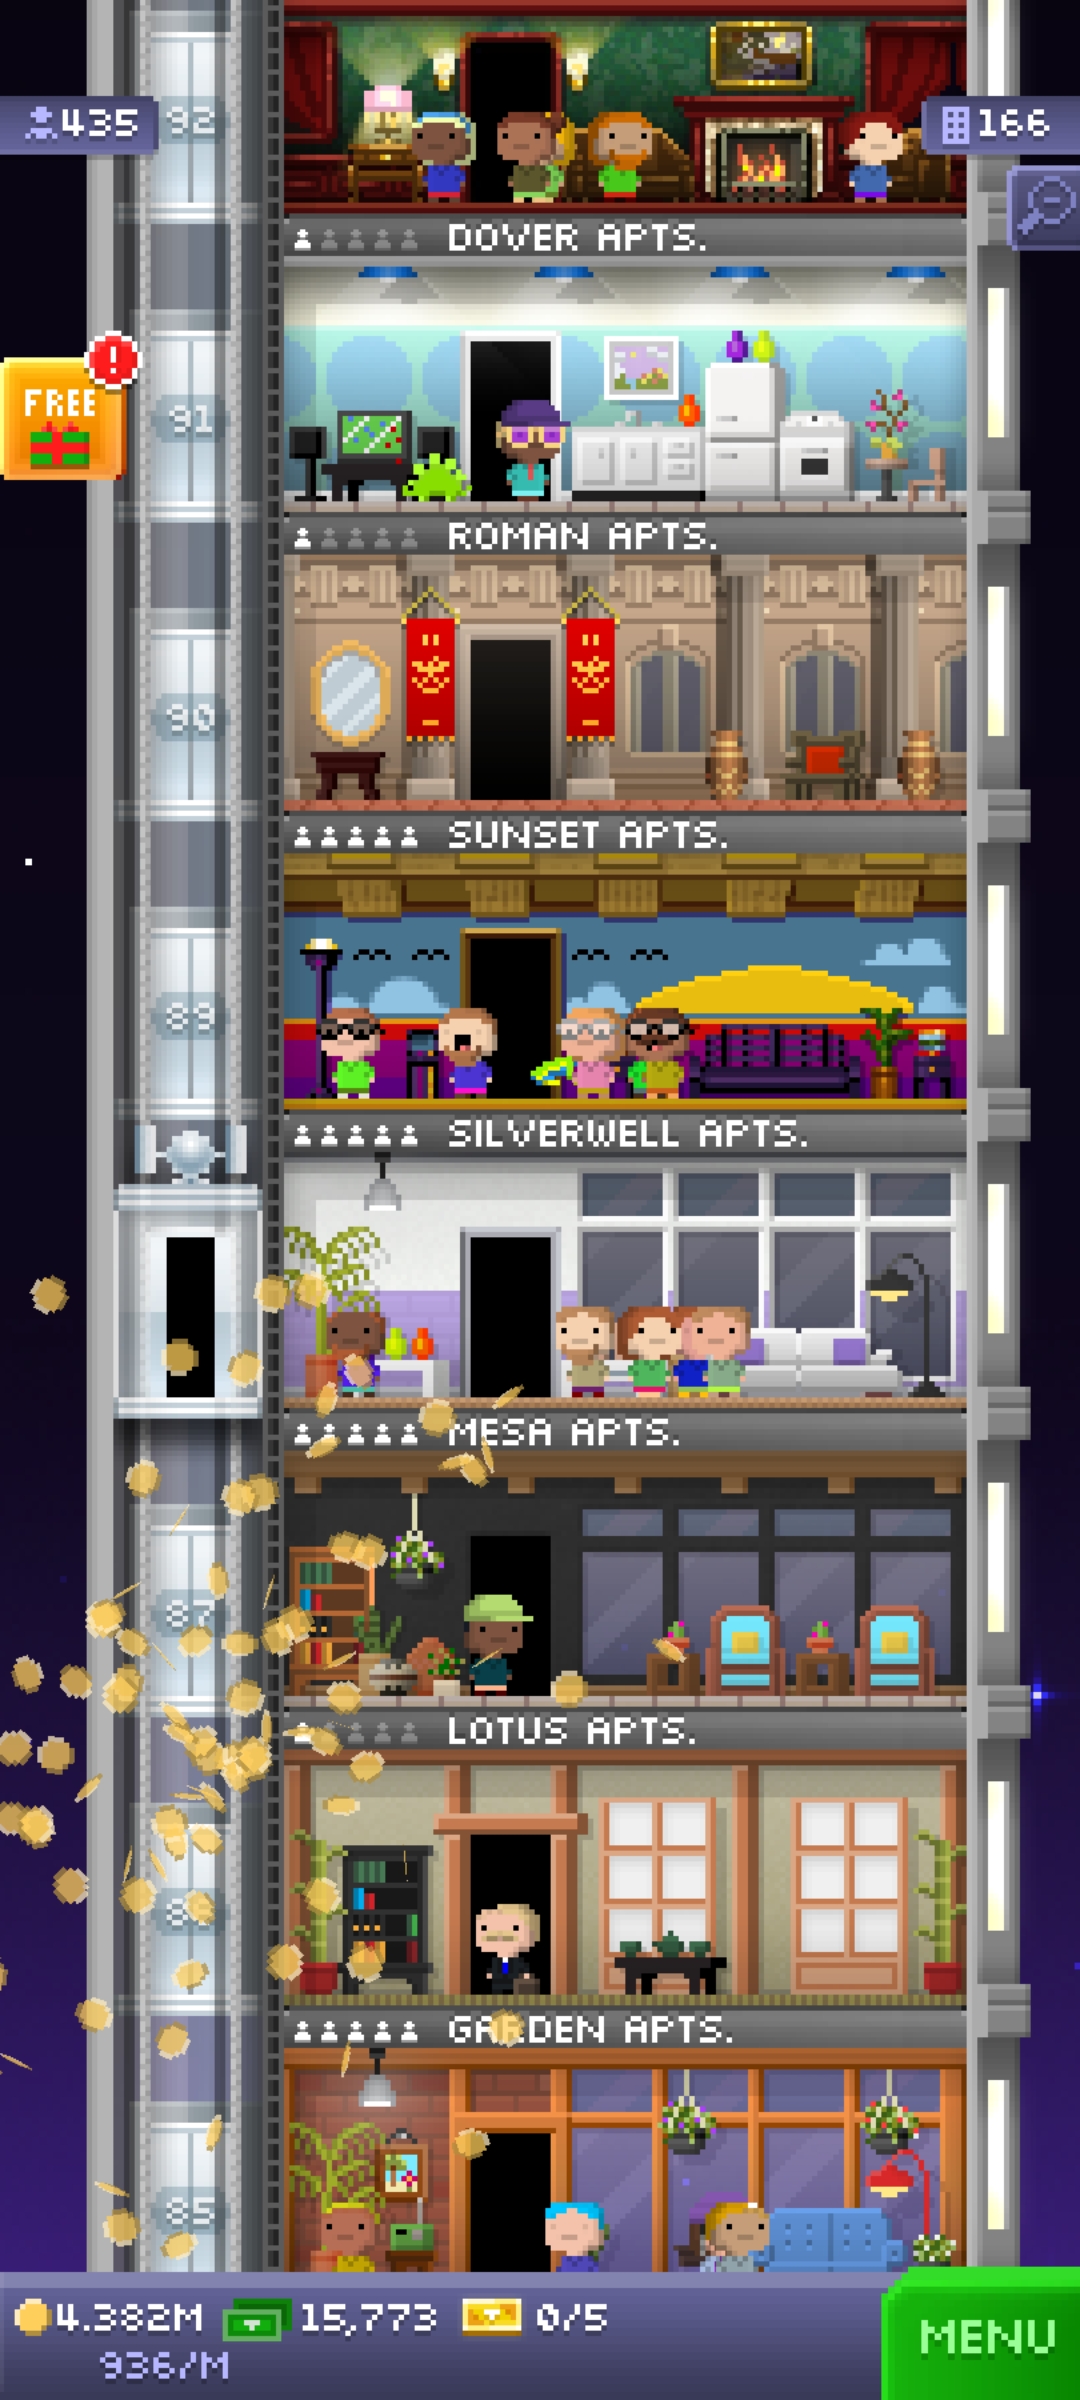 435
92
166
DOVER APTS.
FREE
!
91
ROMAN APTS.
90
SUNSET APTS.
89
SILVERWELL APTS.
MESA APTS.
87
LOTUS APTS.
GARDEN APTS.
85
4.382M
15,773
0/5
936/M
MENU